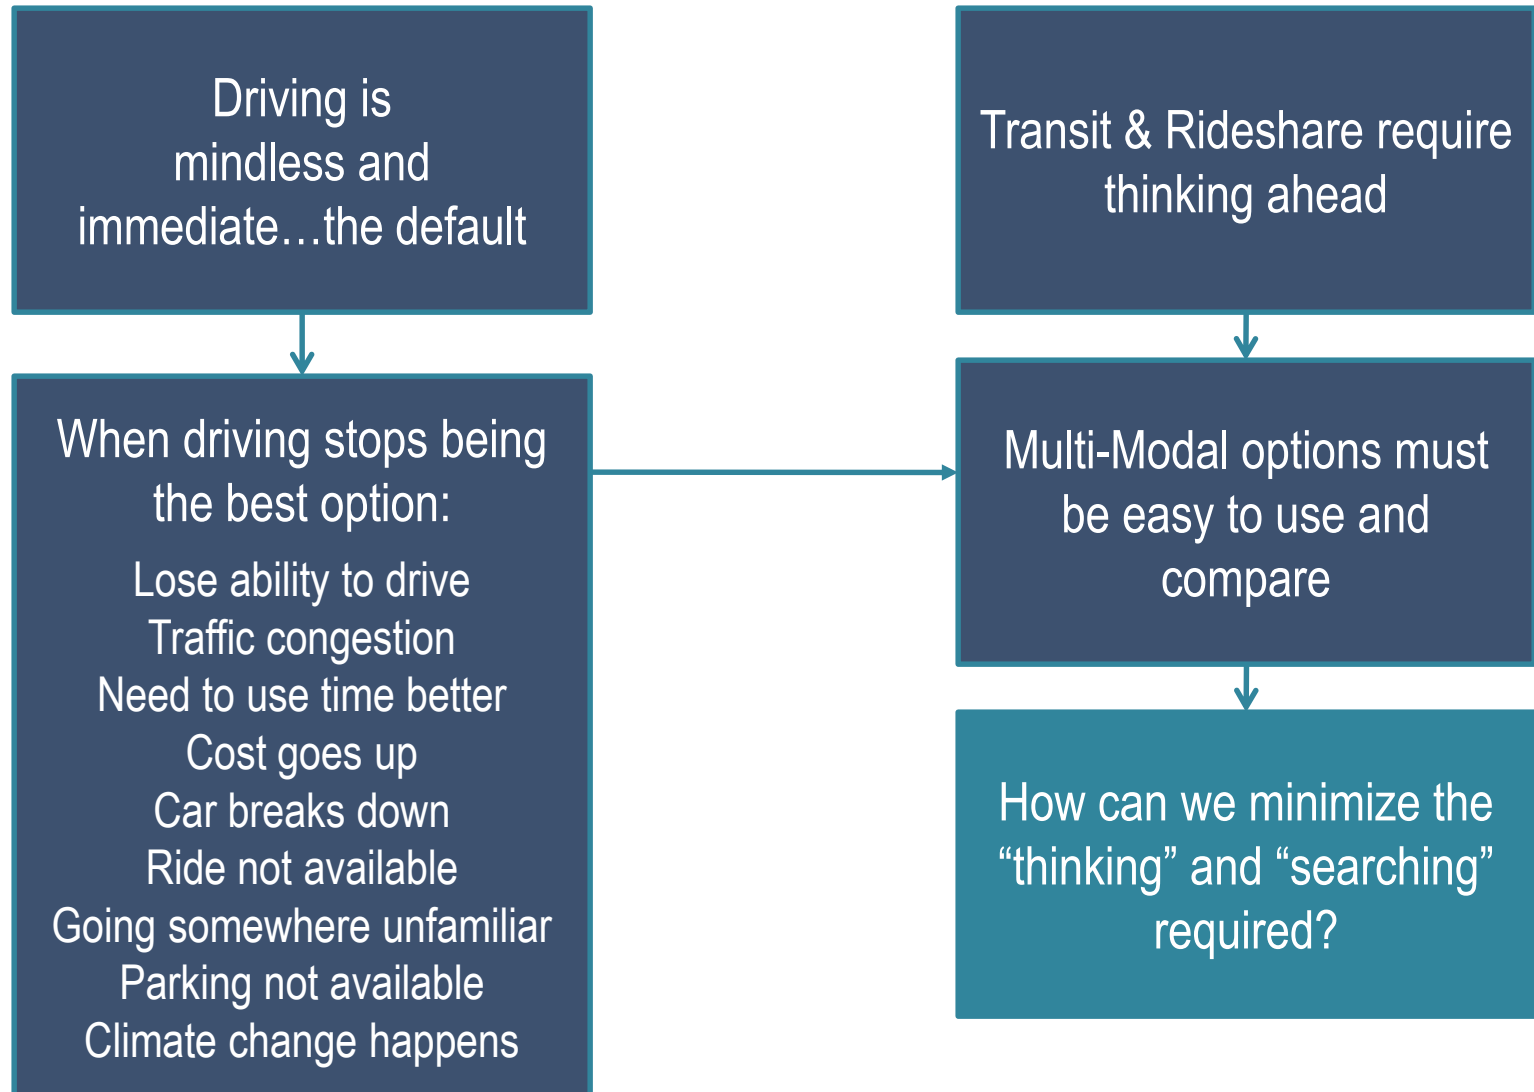 Driving is
mindless and
immediate…the default
When driving stops being
the best option:
Lose ability to drive
Traffic congestion
Need to use time better
Cost goes up
Car breaks down
Ride not available
Going somewhere unfamiliar
Parking not available
Climate change happens
Transit & Rideshare require
thinking ahead
Multi-Modal options must
be easy to use and
compare
How can we minimize the
“thinking” and “searching”
required?